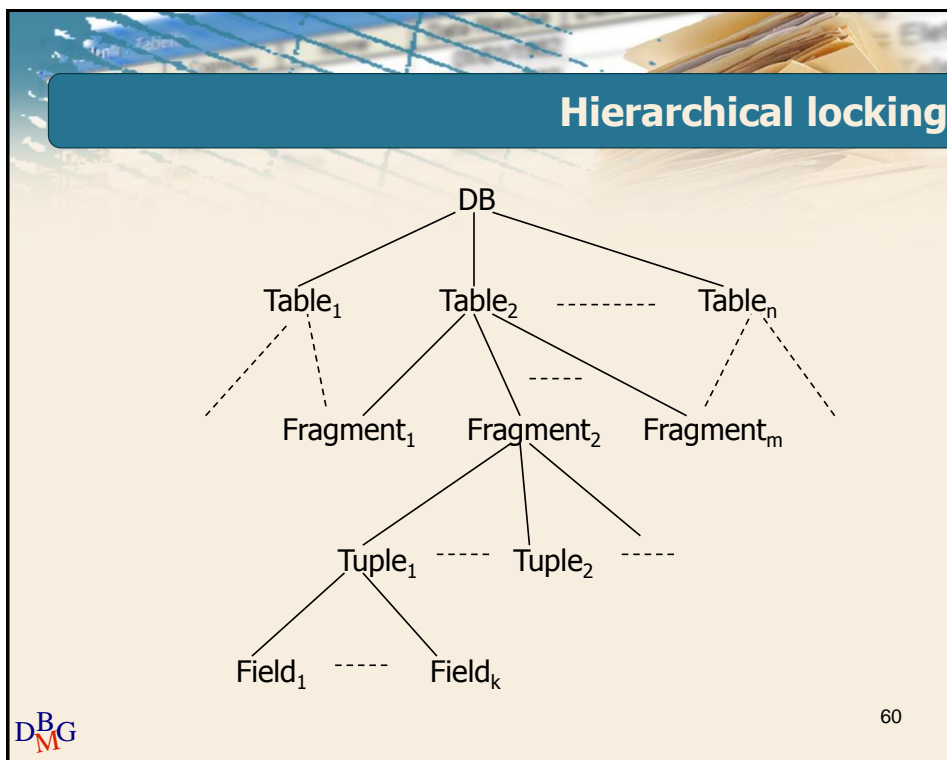 Hierarchical locking
DB
Table₁ Table₂ Tableₙ
Fragment₁ Fragment₂ Fragmentₘ
Tuple₁ Tuple₂
Field₁ Fieldₖ
DBMG
60